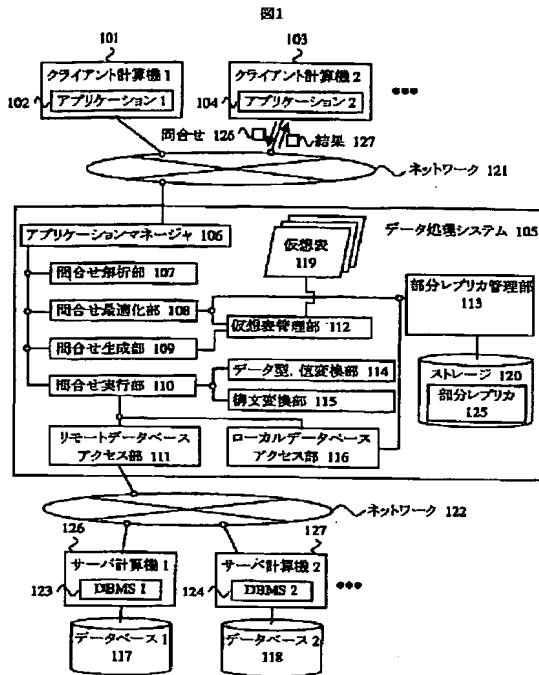 図1
101
103
クライアント計算機 1
クライアント計算機 2
102
アプリケーション 1
104
アプリケーション 2
問合せ 126
結果 127
ネットワーク 121
アプリケーションマネージャ 106
データ処理システム 105
仮想表
119
問合せ解析部 107
部分レプリカ管理部
113
問合せ最適化部 108
仮想表管理部 112
問合せ生成部 109
データ型,値変換部 114
ストレージ 120
問合せ実行部 110
構文変換部 115
部分レプリカ
125
リモートデータベース
アクセス部 111
ローカルデータベース
アクセス部 116
ネットワーク 122
126
127
サーバ計算機 1
サーバ計算機 2
123
DBMS 1
124
DBMS 2
データベース1
117
データベース2
118